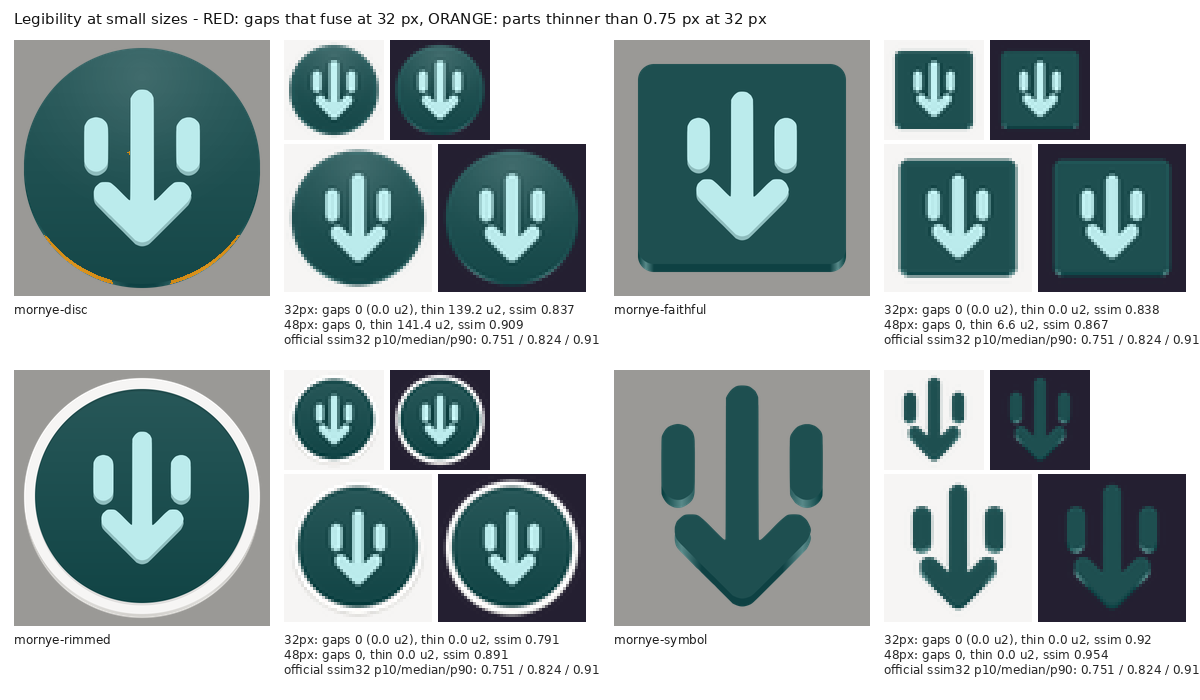 Legibility at small sizes - RED: gaps that fuse at 32 px, ORANGE: parts thinner than 0.75 px at 32 px
mornye-disc
32px: gaps 0 (0.0 u2), thin 139.2 u2, ssim 0.837
48px: gaps 0, thin 141.4 u2, ssim 0.909
official ssim32 p10/median/p90: 0.751 / 0.824 / 0.91
mornye-faithful
32px: gaps 0 (0.0 u2), thin 0.0 u2, ssim 0.838
48px: gaps 0, thin 6.6 u2, ssim 0.867
official ssim32 p10/median/p90: 0.751 / 0.824 / 0.91
mornye-rimmed
32px: gaps 0 (0.0 u2), thin 0.0 u2, ssim 0.791
48px: gaps 0, thin 0.0 u2, ssim 0.891
official ssim32 p10/median/p90: 0.751 / 0.824 / 0.91
mornye-symbol
32px: gaps 0 (0.0 u2), thin 0.0 u2, ssim 0.92
48px: gaps 0, thin 0.0 u2, ssim 0.954
official ssim32 p10/median/p90: 0.751 / 0.824 / 0.91